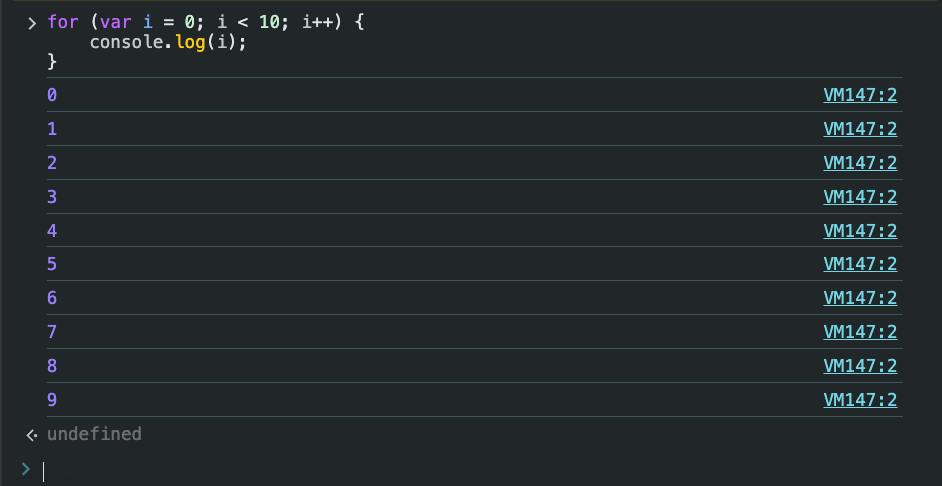 for (var i = 0; i < 10; i++) {
    console.log(i);
}
0 VM147:2
1 VM147:2
2 VM147:2
3 VM147:2
4 VM147:2
5 VM147:2
6 VM147:2
7 VM147:2
8 VM147:2
9 VM147:2
undefined